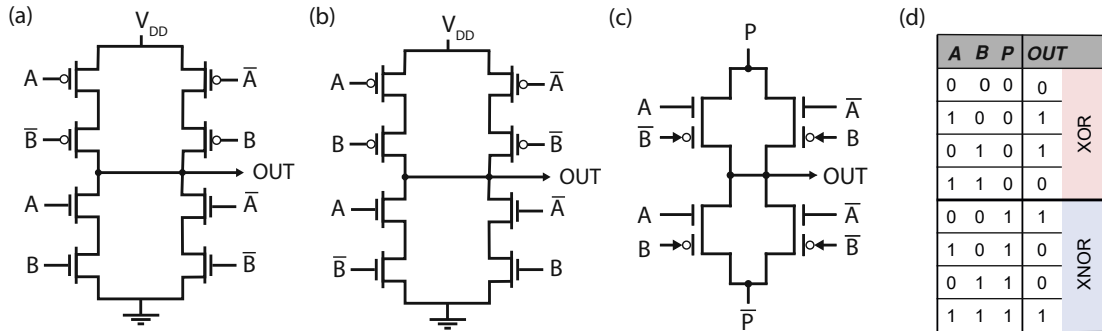 (a)
V_DD
A
A̅
B̅
B
OUT
A
A̅
B
B̅
(b)
V_DD
A
A̅
B
B̅
OUT
A
A̅
B̅
B
(c)
P
A
A̅
B̅
B
OUT
A
A̅
B
B̅
P̅
(d)
A B P OUT
0 0 0 0
1 0 0 1
0 1 0 1
1 1 0 0
XOR
0 0 1 1
1 0 1 0
0 1 1 0
1 1 1 1
XNOR